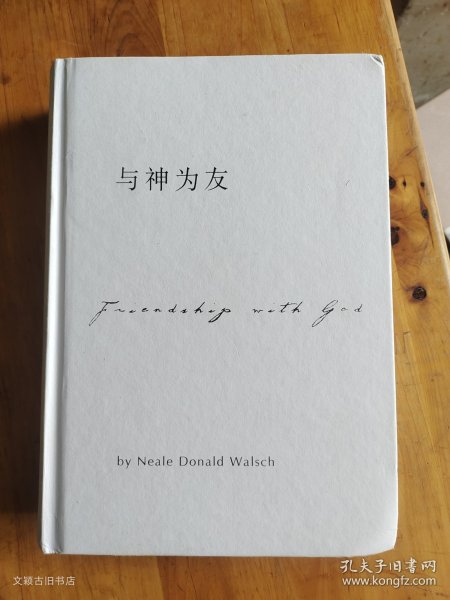 与神为友
Friendship with God
by Neale Donald Walsch
文颖古旧书店
孔夫子旧书网
www.kongfz.com